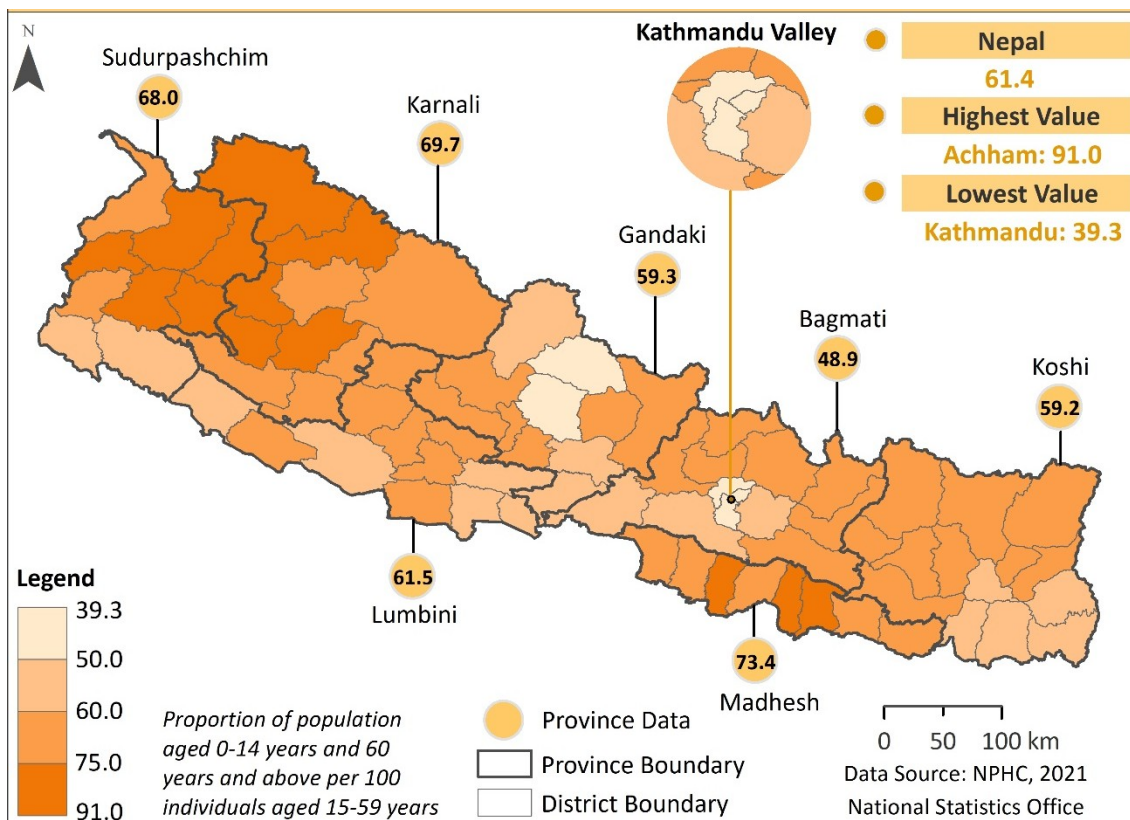 N
Sudurpashchim
68.0
Karnali
69.7
Gandaki
59.3
Kathmandu Valley
Bagmati
48.9
Koshi
59.2
Nepal
61.4
Highest Value
Achham: 91.0
Lowest Value
Kathmandu: 39.3
61.5
Lumbini
73.4
Madhesh
Legend
39.3
50.0
60.0
75.0
91.0
Proportion of population
aged 0-14 years and 60
years and above per 100
individuals aged 15-59 years
Province Data
Province Boundary
District Boundary
0 50 100 km
Data Source: NPHC, 2021
National Statistics Office